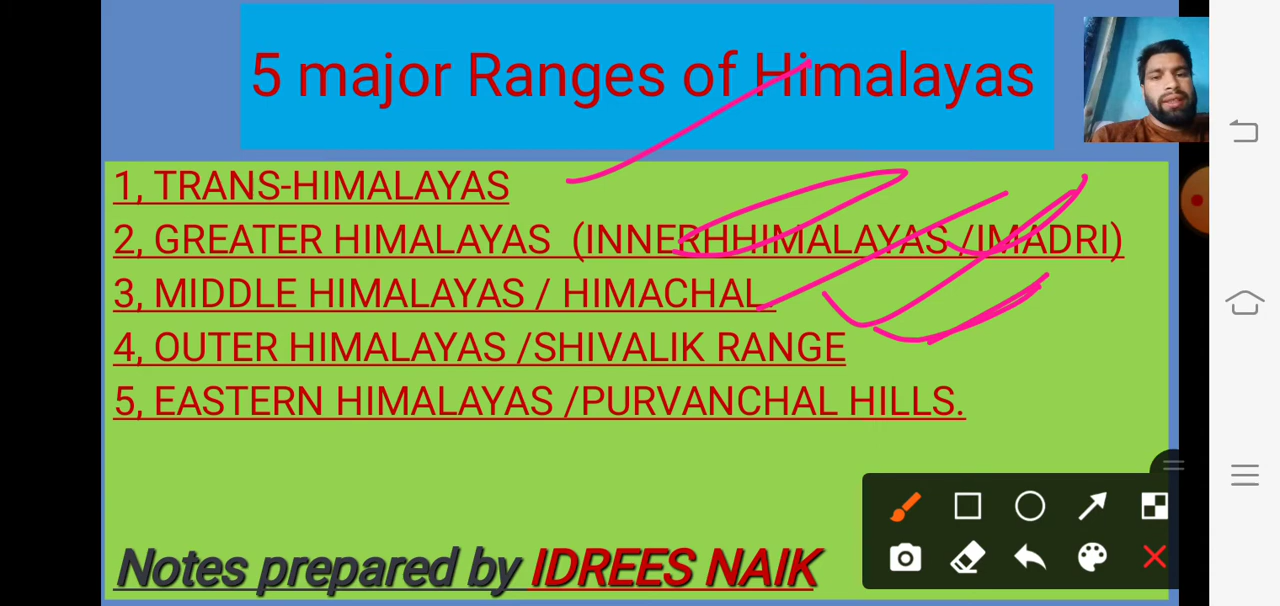 5 major Ranges of Himalayas
1, TRANS-HIMALAYAS
2, GREATER HIMALAYAS (INNERHHIMALAYAS /IMADRI)
3, MIDDLE HIMALAYAS / HIMACHAL.
4, OUTER HIMALAYAS /SHIVALIK RANGE
5, EASTERN HIMALAYAS /PURVANCHAL HILLS.
Notes prepared by IDREES NAIK